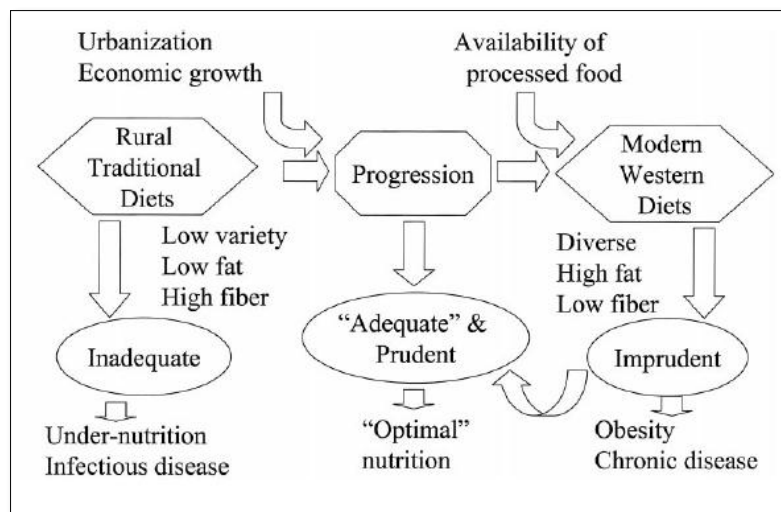 Urbanization
Economic growth
Availability of
processed food
Rural
Traditional
Diets
Progression
Modern
Western
Diets
Low variety
Low fat
High fiber
Diverse
High fat
Low fiber
Inadequate
“Adequate” &
Prudent
Imprudent
Under-nutrition
Infectious disease
“Optimal”
nutrition
Obesity
Chronic disease